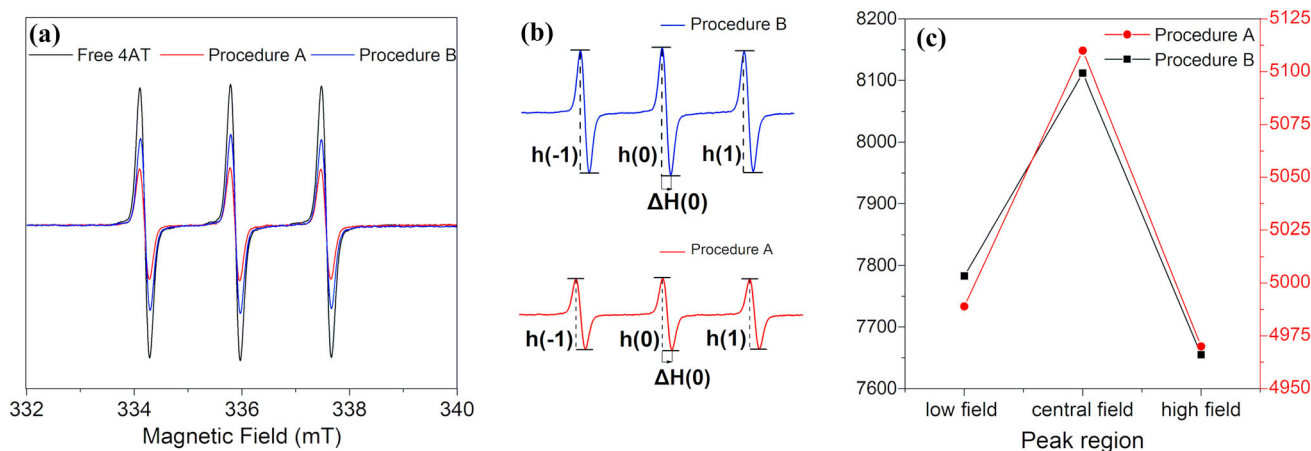 (a)
Free 4AT
Procedure A
Procedure B
332
334
336
338
340
Magnetic Field (mT)
(b)
Procedure B
h(-1)
h(0)
h(1)
ΔH(0)
Procedure A
h(-1)
h(0)
h(1)
ΔH(0)
(c)
Procedure A
Procedure B
8200
8100
8000
7900
7800
7700
7600
5125
5100
5075
5050
5025
5000
4975
4950
low field
central field
high field
Peak region